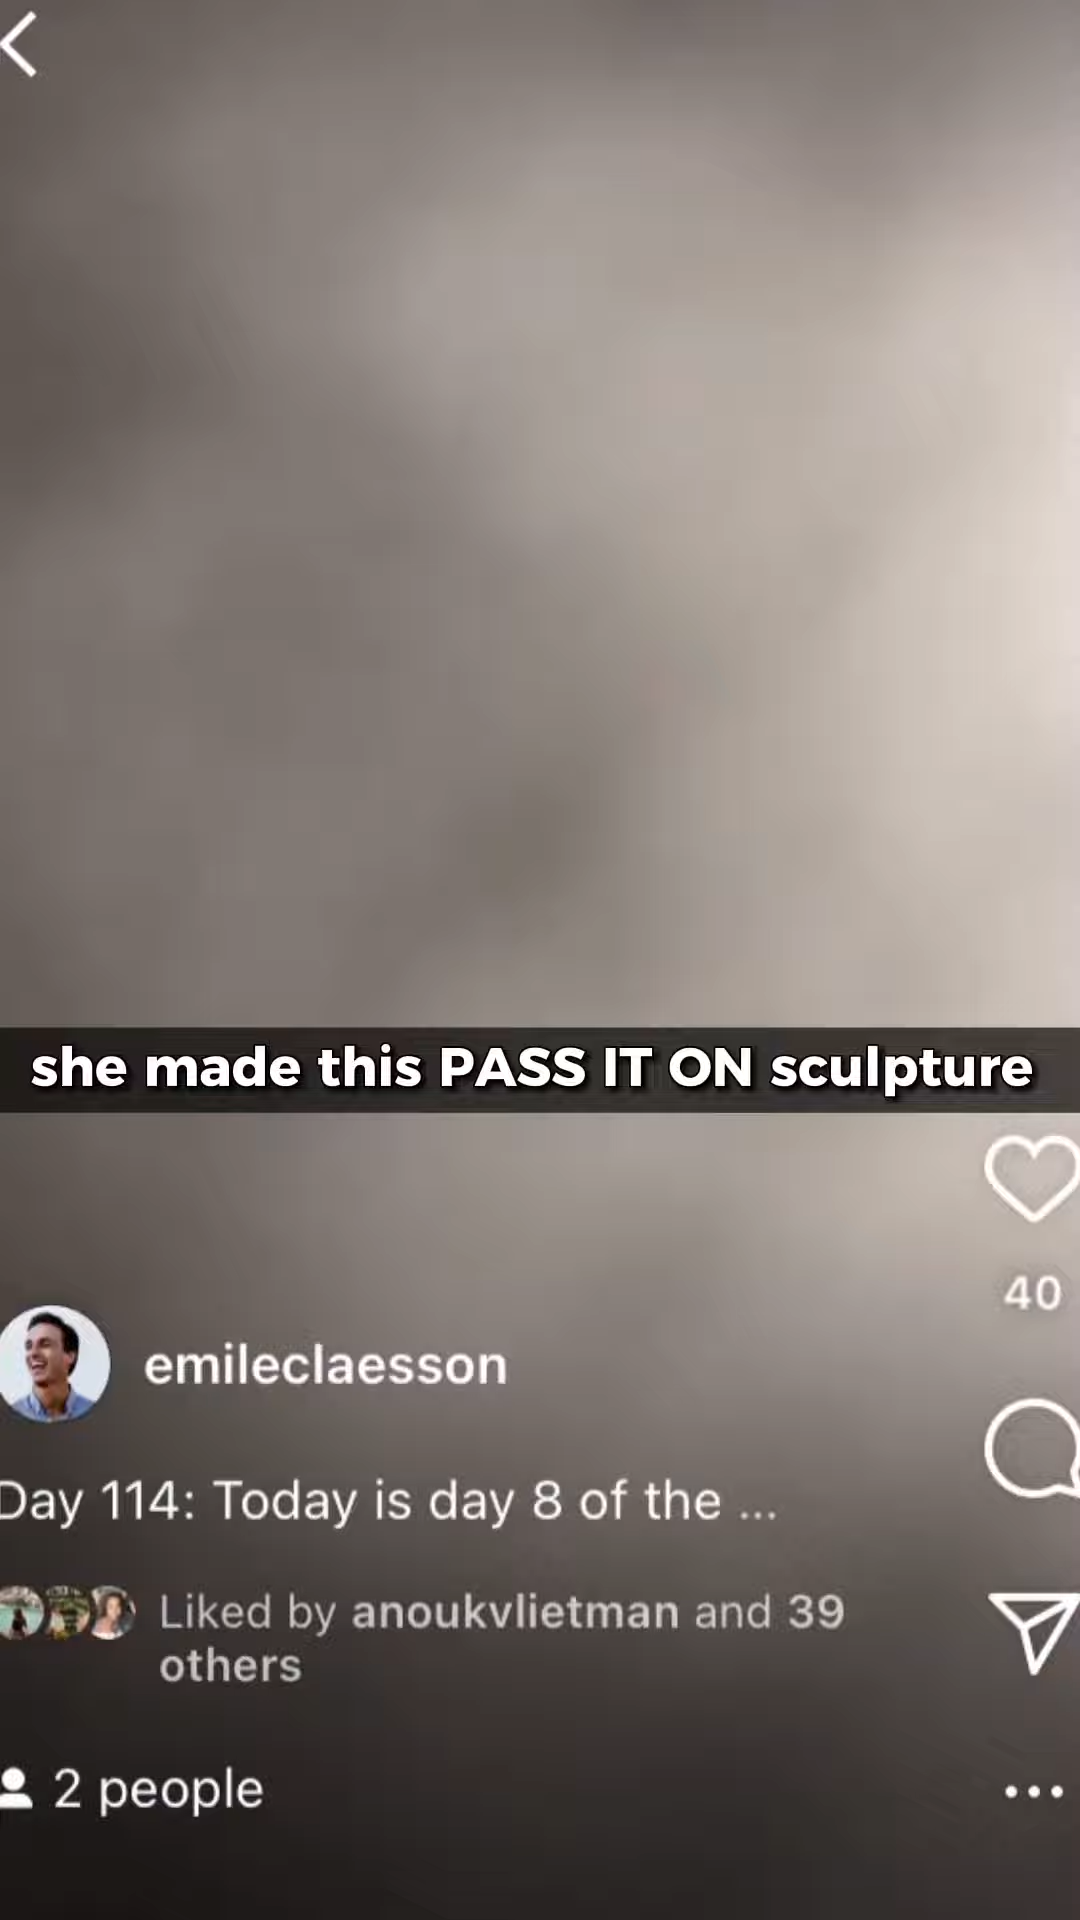 she made this PASS IT ON sculpture
40
emileclaesson
Day 114: Today is day 8 of the ...
Liked by anoukvlietman and 39
others
2 people